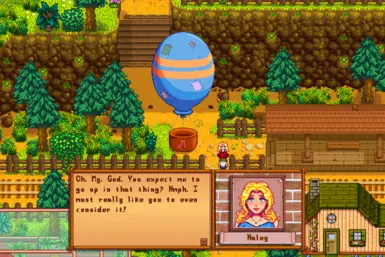 Oh. My. God. You expect me to
go up in that thing? Hmph. I
must really like you to even
consider it!
Haley